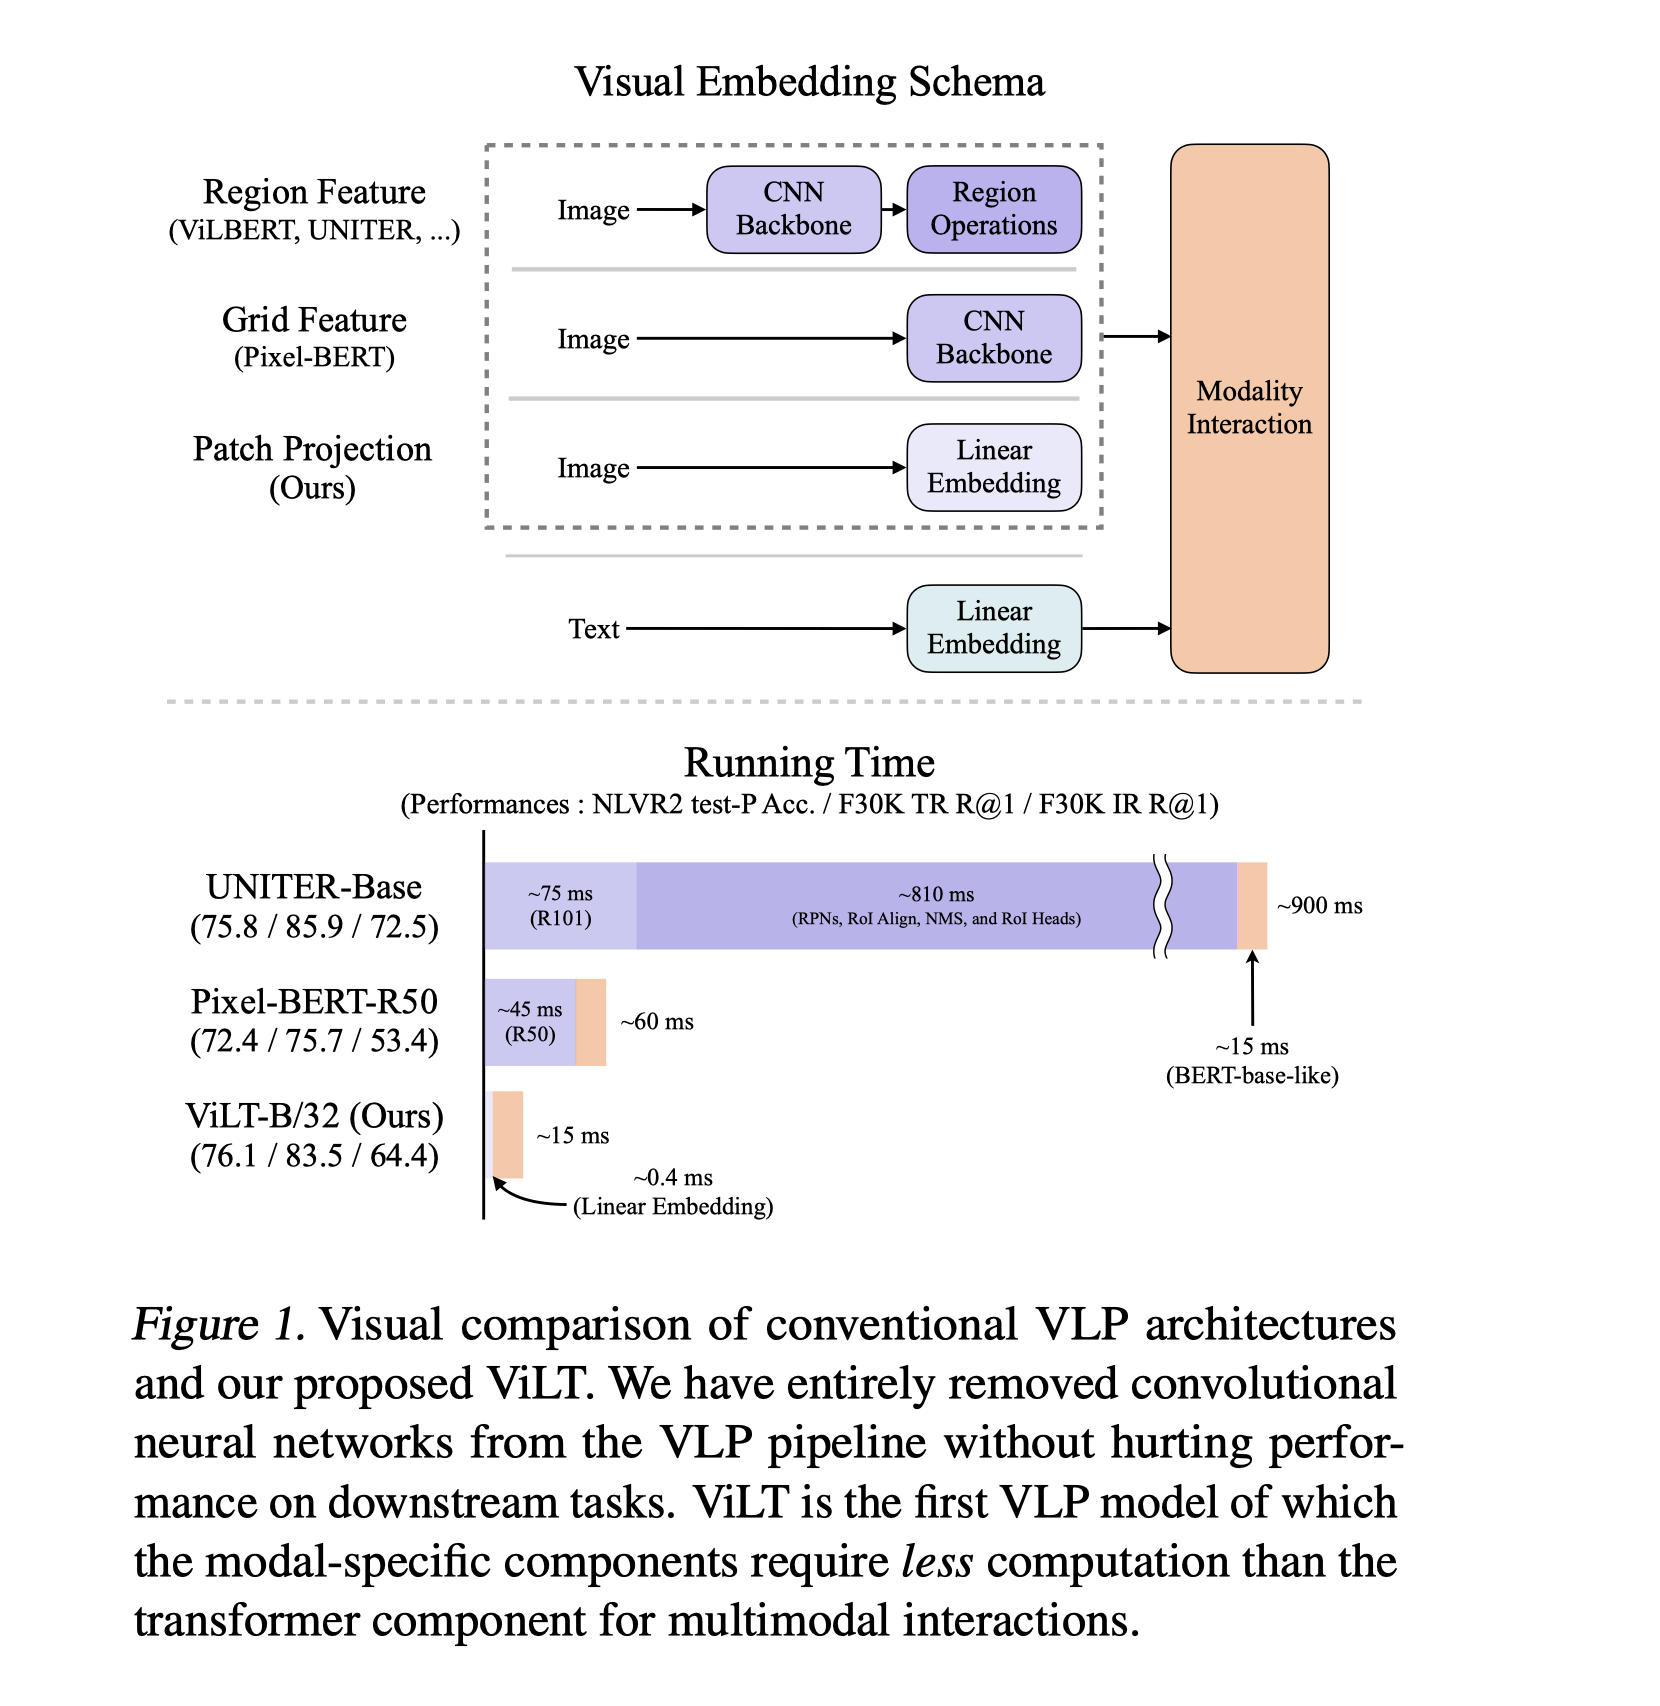 Visual Embedding Schema
Region Feature
(ViLBERT, UNITER, ...)
Image
CNN
Backbone
Region
Operations
Grid Feature
(Pixel-BERT)
Image
CNN
Backbone
Patch Projection
(Ours)
Image
Linear
Embedding
Modality
Interaction
Text
Linear
Embedding
Running Time
(Performances : NLVR2 test-P Acc. / F30K TR R@1 / F30K IR R@1)
UNITER-Base
(75.8 / 85.9 / 72.5)
~75 ms
(R101)
~810 ms
(RPNs, RoI Align, NMS, and RoI Heads)
~900 ms
~15 ms
(BERT-base-like)
Pixel-BERT-R50
(72.4 / 75.7 / 53.4)
~45 ms
(R50)
~60 ms
ViLT-B/32 (Ours)
(76.1 / 83.5 / 64.4)
~15 ms
~0.4 ms
(Linear Embedding)
Figure 1. Visual comparison of conventional VLP architectures
and our proposed ViLT. We have entirely removed convolutional
neural networks from the VLP pipeline without hurting perfor-
mance on downstream tasks. ViLT is the first VLP model of which
the modal-specific components require less computation than the
transformer component for multimodal interactions.